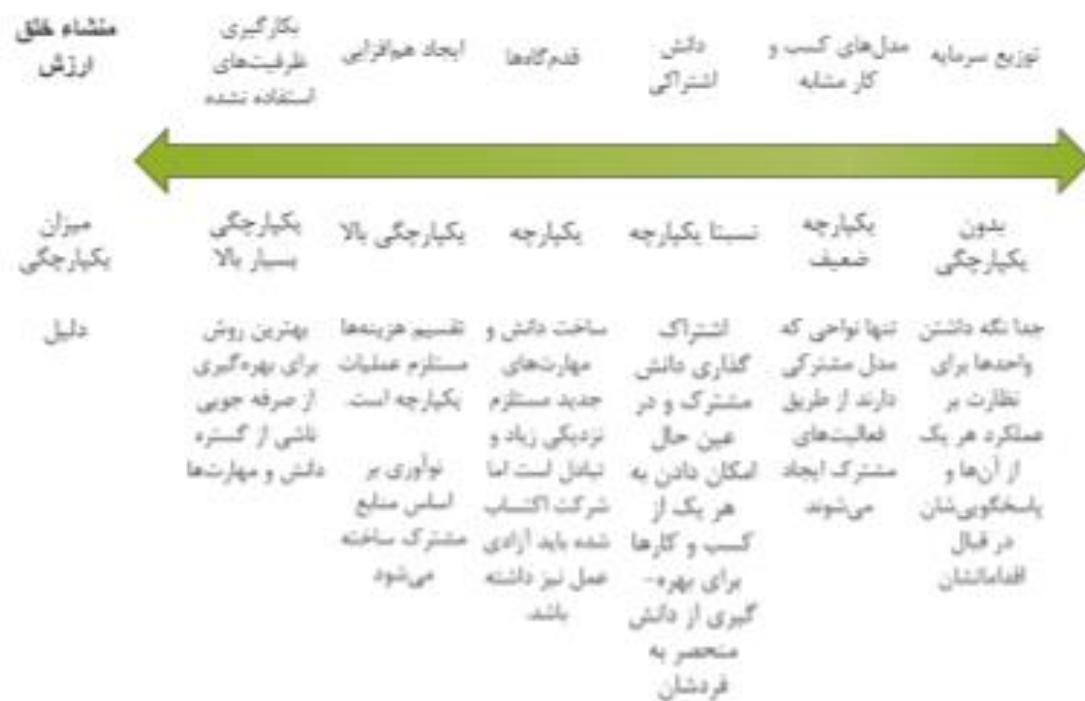 منشاء خلق
ارزش
بکارگیری
ظرفیت‌های
استفاده نشده
ایجاد هم‌افزایی
قدم‌گاه‌ها
دانش
اشتراکی
مدل‌های کسب و
کار مشابه
توزیع سرمایه
میزان
یکپارچگی
یکپارچگی
بسیار بالا
یکپارچگی بالا
یکپارچه
نسبتا یکپارچه
یکپارچه
ضعیف
بدون
یکپارچگی
دلیل
بهترین روش
برای بهره‌گیری
از صرفه جویی
ناشی از گستره
دانش و مهارت‌ها
تقسیم هزینه‌ها
مستلزم عملیات
یکپارچه است.
نوآوری بر
اساس منابع
مشترک ساخته
می‌شود
ساخت دانش و
مهارت‌های
جدید مستلزم
نزدیکی زیاد و
تبادل است اما
شرکت اکتساب
شده باید آزادی
عمل نیز داشته
باشد.
اشتراک
گذاری دانش
مشترک و در
عین حال
امکان دادن به
هر یک از
کسب و کارها
برای بهره-
گیری از دانش
منحصر به
فردشان
تنها نواحی که
مدل مشترکی
دارند از طریق
فعالیت‌های
مشترک ایجاد
می‌شوند
جدا نگه داشتن
واحدها برای
نظارت بر
عملکرد هر یک
از آن‌ها و
پاسخگویی‌شان
در قبال
اقداماتشان